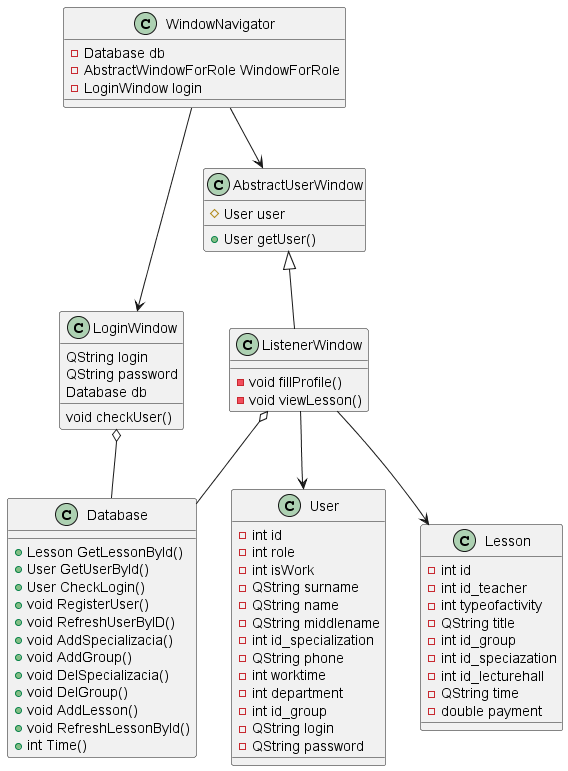 C WindowNavigator
Database db
AbstractWindowForRole WindowForRole
LoginWindow login
C AbstractUserWindow
User user
User getUser()
C LoginWindow
QString login
QString password
Database db
void checkUser()
C ListenerWindow
void fillProfile()
void viewLesson()
C Database
Lesson GetLessonById()
User GetUserById()
User CheckLogin()
void RegisterUser()
void RefreshUserByID()
void AddSpecializacia()
void AddGroup()
void DelSpecializacia()
void DelGroup()
void AddLesson()
void RefreshLessonById()
int Time()
C User
int id
int role
int isWork
QString surname
QString name
QString middlename
int id_specialization
QString phone
int worktime
int department
int id_group
QString login
QString password
C Lesson
int id
int id_teacher
int typeofactivity
QString title
int id_group
int id_speciazation
int id_lecturehall
QString time
double payment